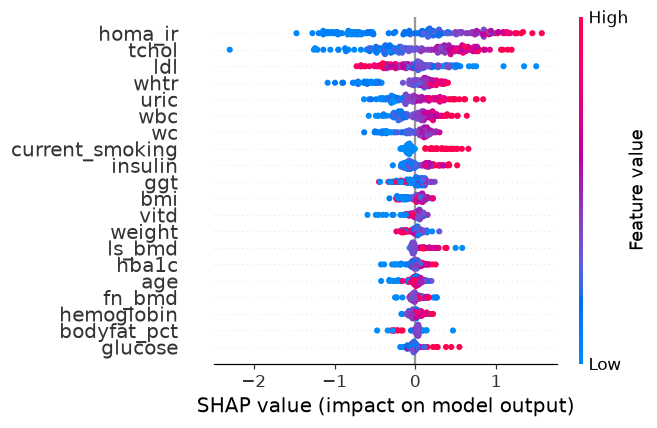 High
homa_ir
tchol
ldl
whtr
uric
wbc
wc
current_smoking
insulin
ggt
bmi
vitd
weight
ls_bmd
hba1c
age
fn_bmd
hemoglobin
bodyfat_pct
glucose
Feature value
Low
−2
−1
0
1
SHAP value (impact on model output)